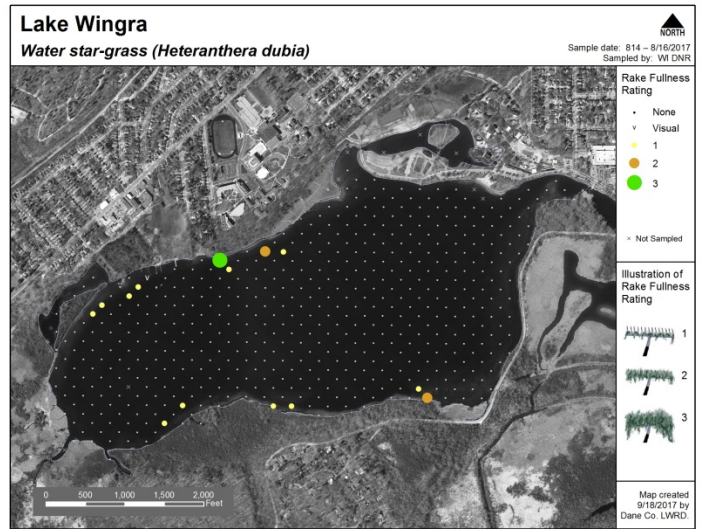 Lake Wingra
Water star-grass (Heteranthera dubia)
NORTH
Sample date: 814 – 8/16/2017
Sampled by: WI DNR
Rake Fullness
Rating
None
v Visual
1
2
3
× Not Sampled
Illustration of
Rake Fullness
Rating
1
2
3
0 500 1,000 1,500 2,000
Feet
Map created
9/18/2017 by
Dane Co. LWRD.